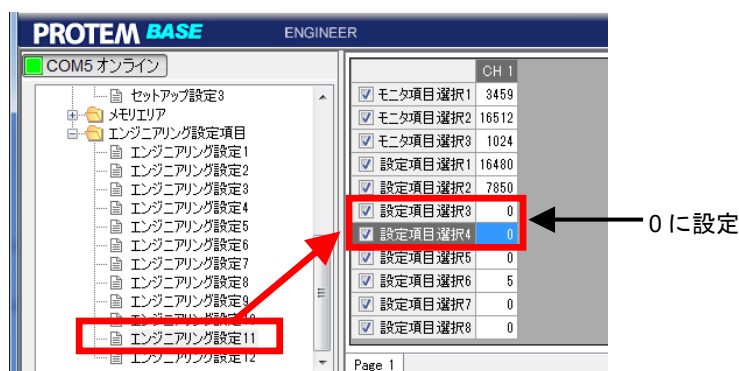 PROTEM BASE ENGINEER
COM5 オンライン
セットアップ設定3
メモリエリア
エンジニアリング設定項目
エンジニアリング設定1
エンジニアリング設定2
エンジニアリング設定3
エンジニアリング設定4
エンジニアリング設定5
エンジニアリング設定6
エンジニアリング設定7
エンジニアリング設定8
エンジニアリング設定9
エンジニアリング設定10
エンジニアリング設定11
エンジニアリング設定12
CH 1
モニタ項目選択1 3459
モニタ項目選択2 16512
モニタ項目選択3 1024
設定項目選択1 16480
設定項目選択2 7850
設定項目選択3 0
設定項目選択4 0
設定項目選択5 0
設定項目選択6 5
設定項目選択7 0
設定項目選択8 0
Page 1
0 に設定